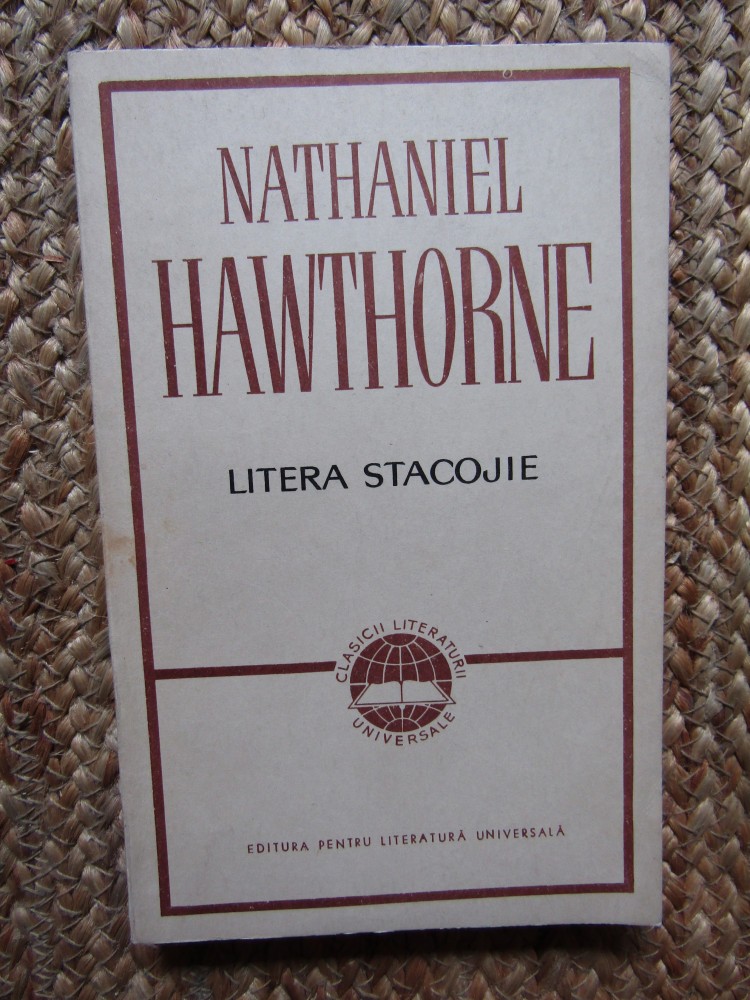 NATHANIEL
HAWTHORNE
LITERA STACOJIE
CLASICII LITERATURII
UNIVERSALE
EDITURA PENTRU LITERATURĂ UNIVERSALĂ